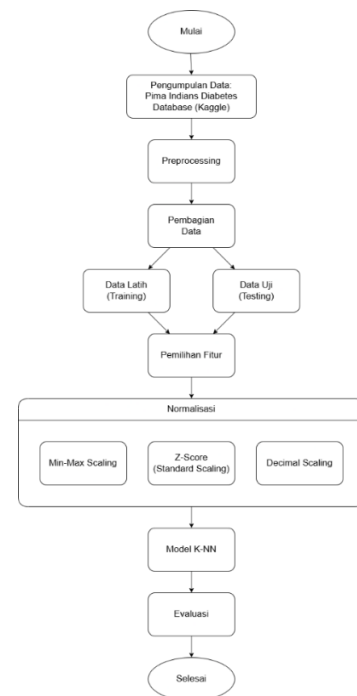 Mulai
Pengumpulan Data:
Pima Indians Diabetes
Database (Kaggle)
Preprocessing
Pembagian
Data
Data Latih
(Training)
Data Uji
(Testing)
Pemilihan Fitur
Normalisasi
Min-Max Scaling
Z-Score
(Standard Scaling)
Decimal Scaling
Model K-NN
Evaluasi
Selesai